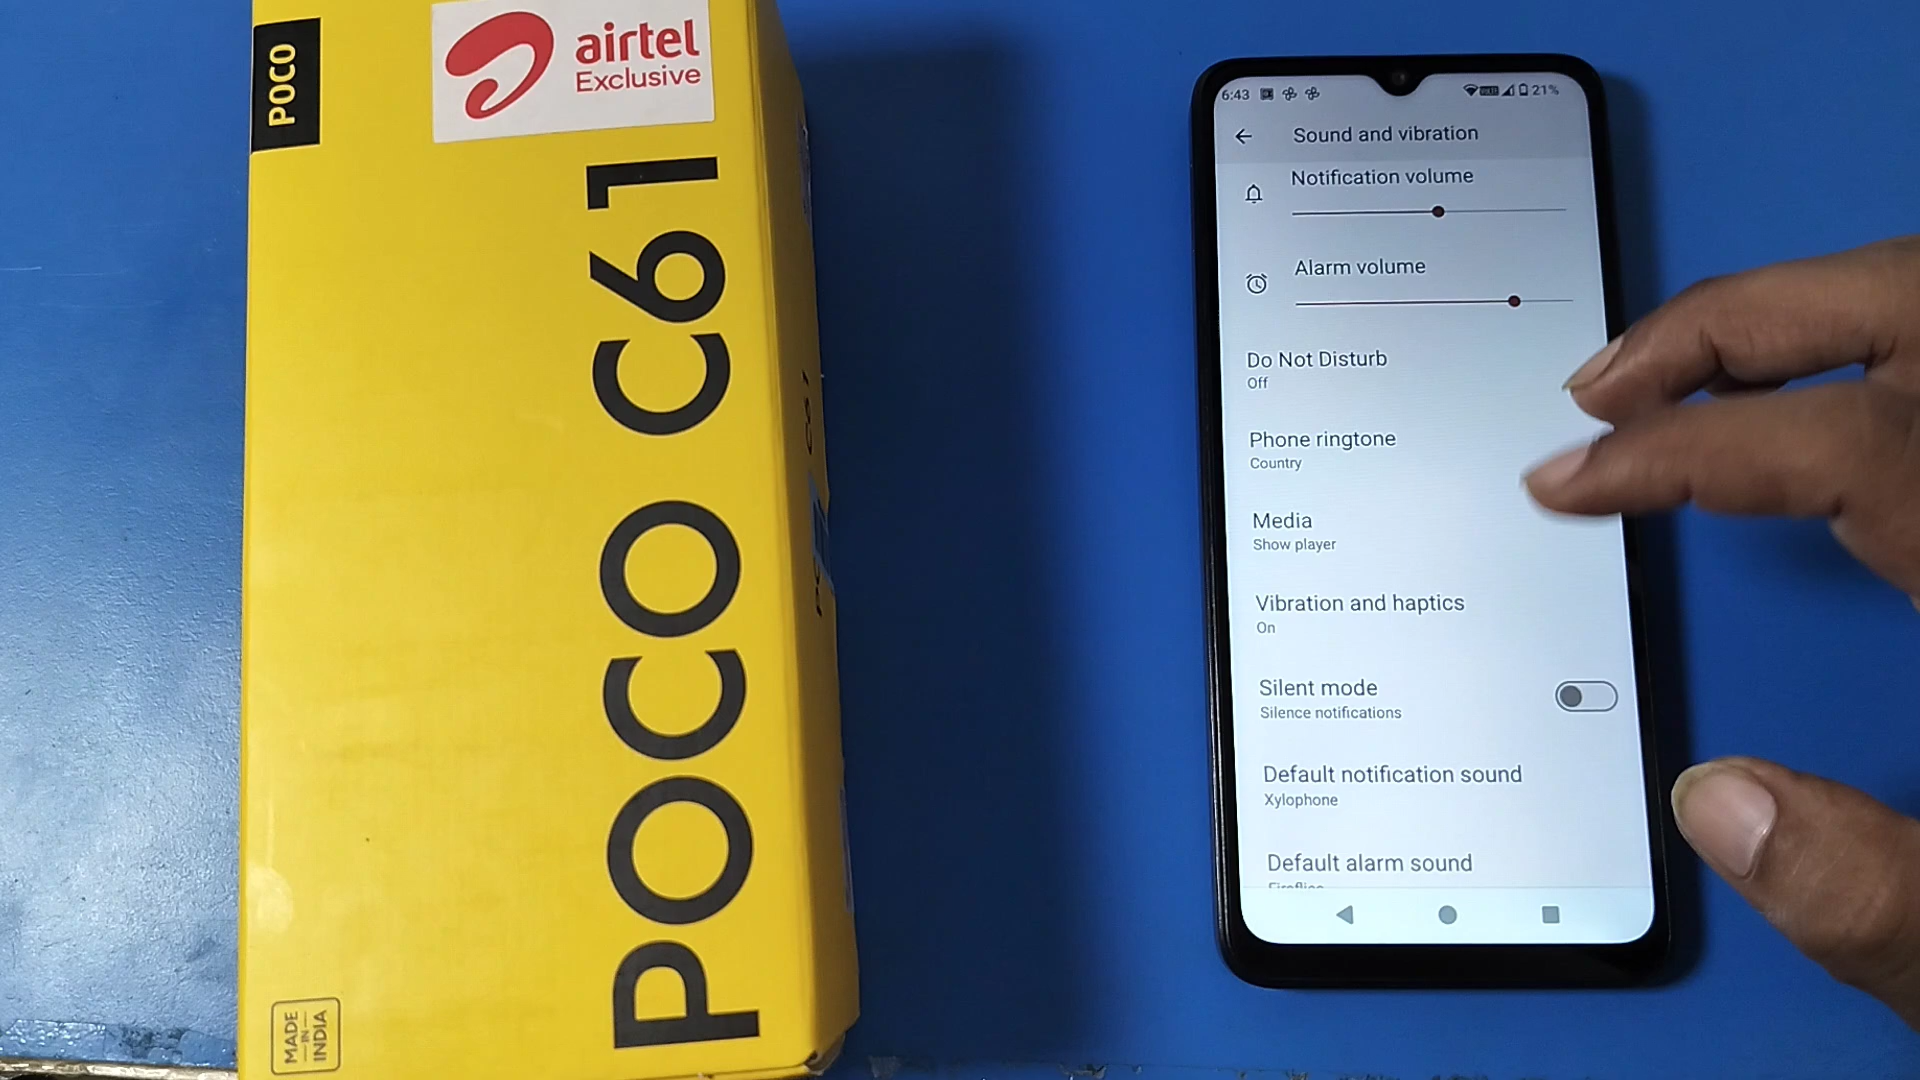 POCO
airtel
Exclusive
POCO C61
MADE
IN
INDIA
6:43
21%
Sound and vibration
Notification volume
Alarm volume
Do Not Disturb
Off
Phone ringtone
Country
Media
Show player
Vibration and haptics
On
Silent mode
Silence notifications
Default notification sound
Xylophone
Default alarm sound
Fireflies